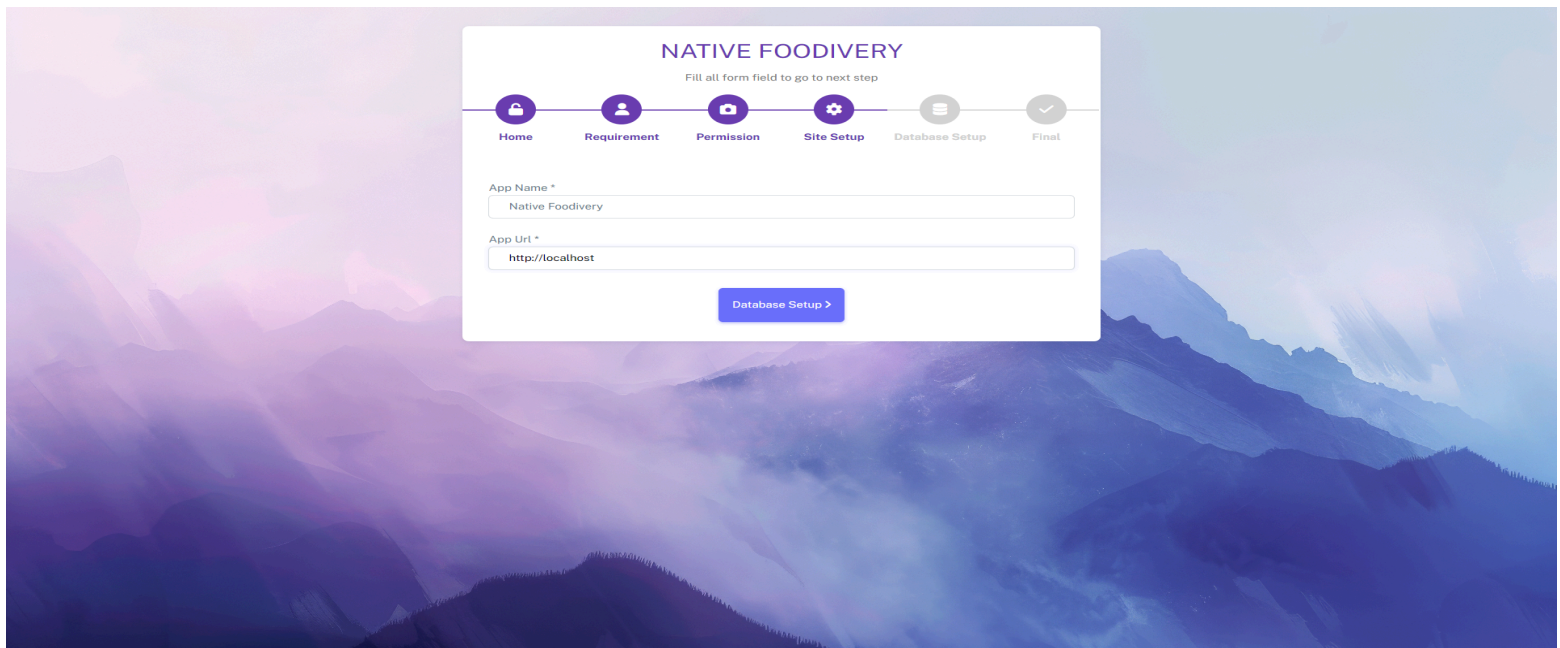 NATIVE FOODIVERY
Fill all form field to go to next step
Home Requirement Permission Site Setup Database Setup Final
App Name *
Native Foodivery
App Url *
http://localhost
Database Setup >